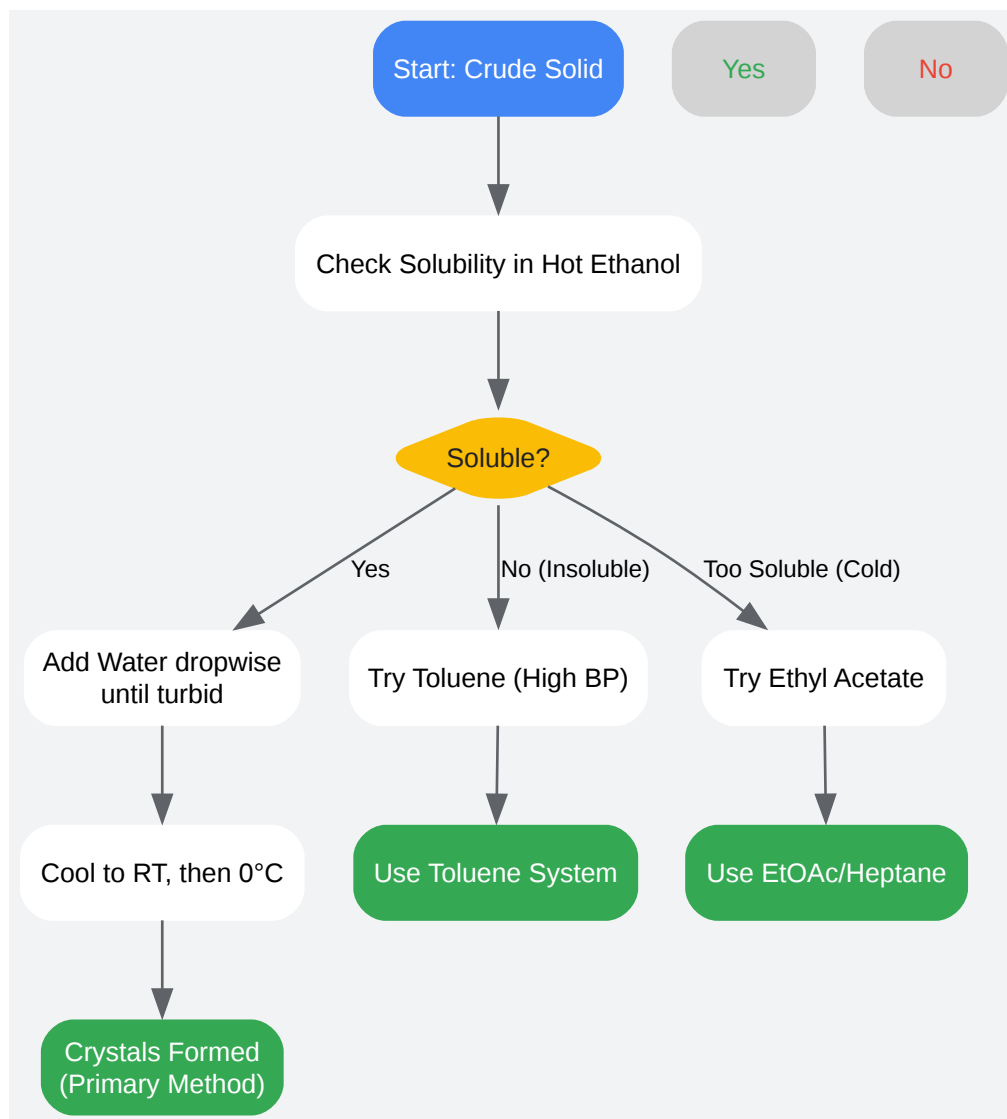 Start: Crude Solid
Yes
No
Check Solubility in Hot Ethanol
Soluble?
Yes
No (Insoluble)
Too Soluble (Cold)
Add Water dropwise
until turbid
Try Toluene (High BP)
Try Ethyl Acetate
Cool to RT, then 0°C
Use Toluene System
Use EtOAc/Heptane
Crystals Formed
(Primary Method)